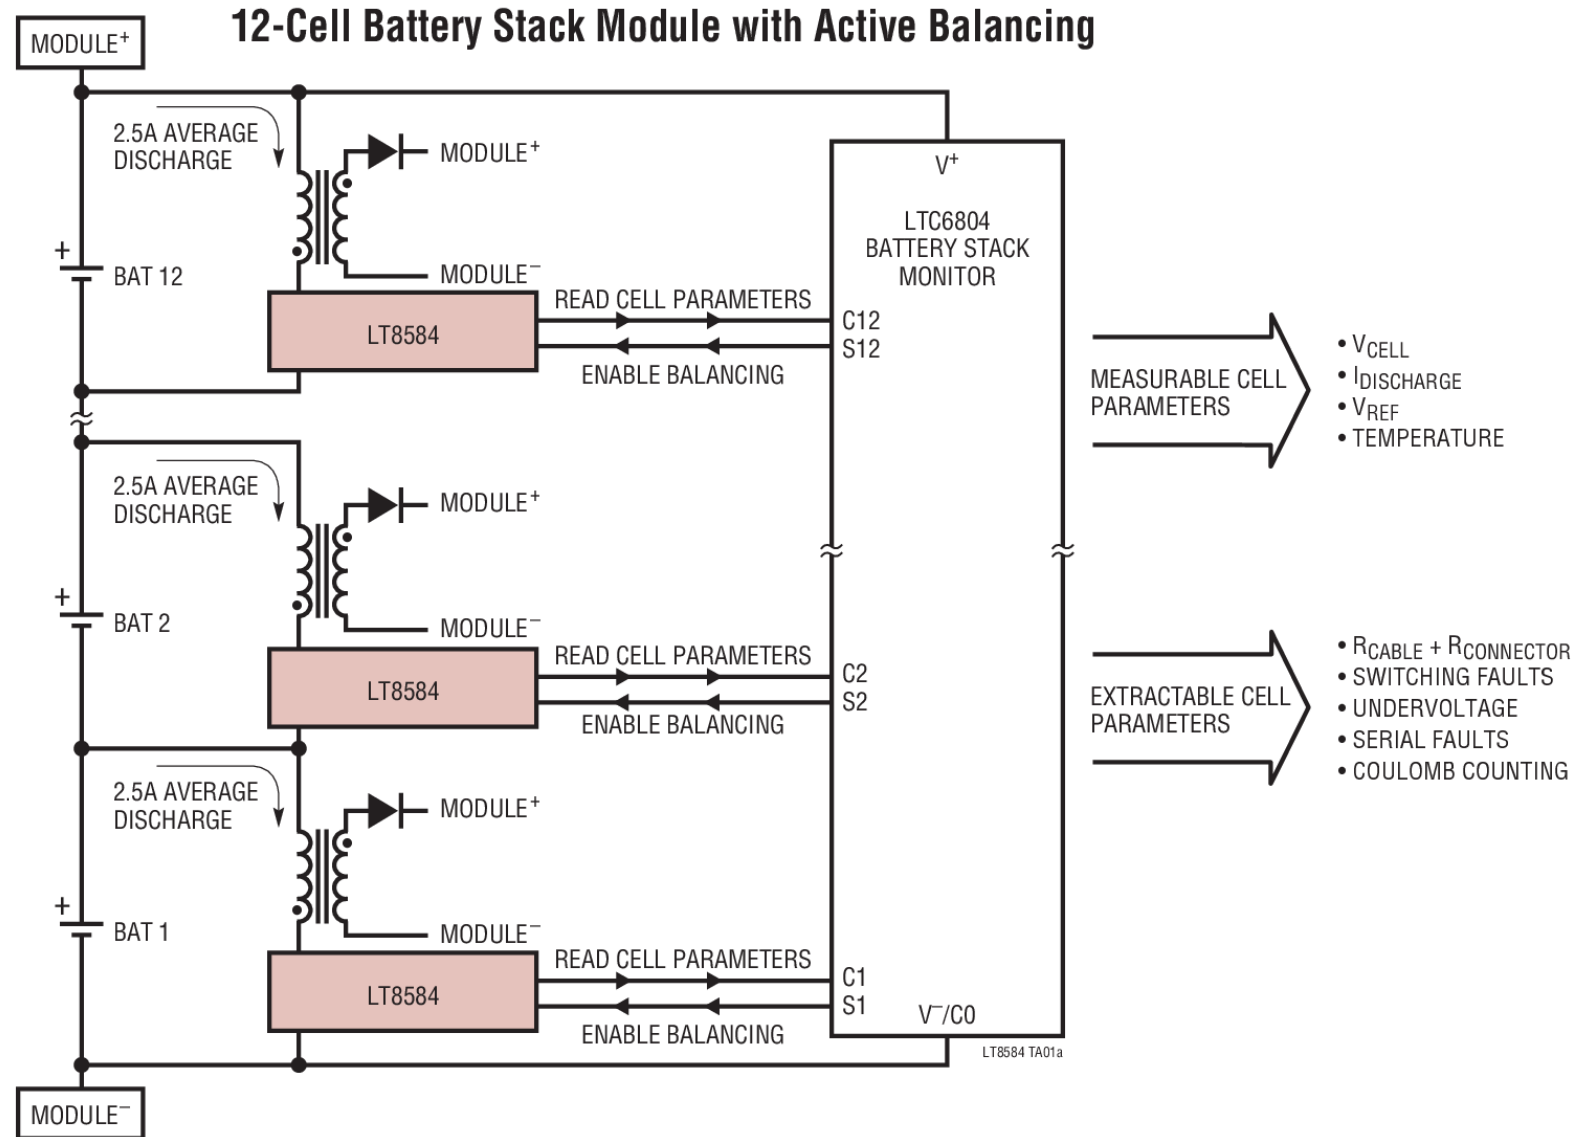 12-Cell Battery Stack Module with Active Balancing
MODULE+
2.5A AVERAGE
DISCHARGE
MODULE+
+
BAT 12
MODULE–
LT8584
READ CELL PARAMETERS
ENABLE BALANCING
V+
LTC6804
BATTERY STACK
MONITOR
C12
S12
MEASURABLE CELL
PARAMETERS
• VCELL
• IDISCHARGE
• VREF
• TEMPERATURE
2.5A AVERAGE
DISCHARGE
MODULE+
+
BAT 2
MODULE–
LT8584
READ CELL PARAMETERS
ENABLE BALANCING
C2
S2
EXTRACTABLE CELL
PARAMETERS
• RCABLE + RCONNECTOR
• SWITCHING FAULTS
• UNDERVOLTAGE
• SERIAL FAULTS
• COULOMB COUNTING
2.5A AVERAGE
DISCHARGE
MODULE+
+
BAT 1
MODULE–
LT8584
READ CELL PARAMETERS
ENABLE BALANCING
C1
S1
V–/C0
LT8584 TA01a
MODULE–